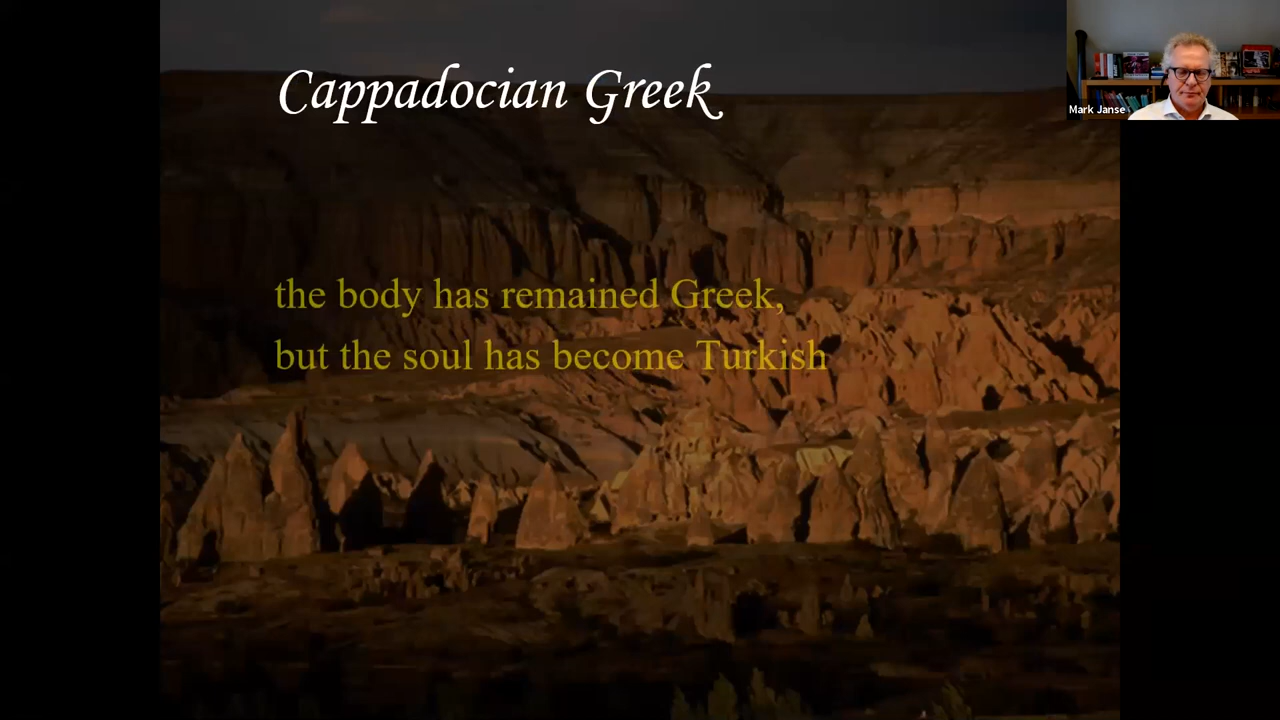 Cappadocian Greek
Mark Janse
the body has remained Greek,
but the soul has become Turkish